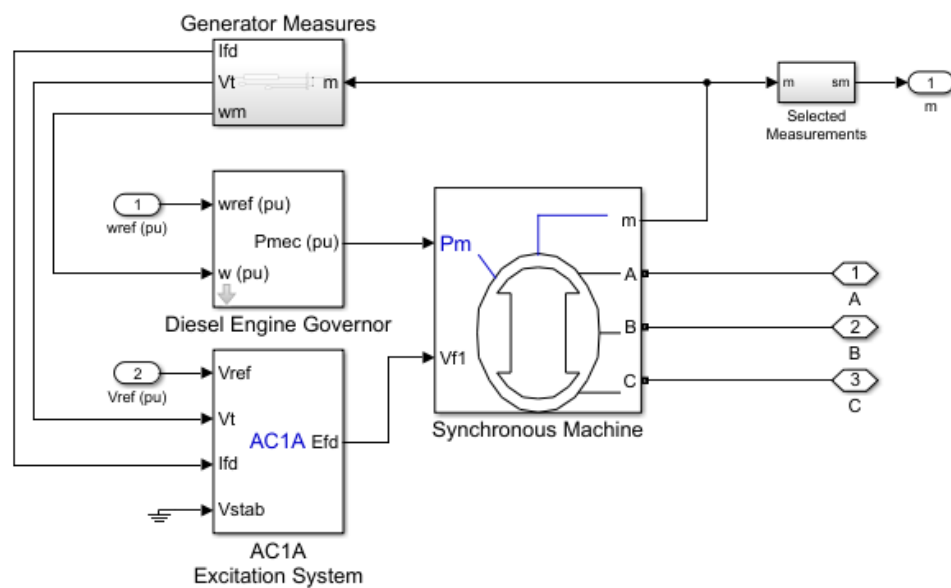 Generator Measures
Ifd
Vt
wm
m
m
sm
1
m
Selected
Measurements
1
wref (pu)
wref (pu)
Pmec (pu)
w (pu)
Diesel Engine Governor
Pm
m
A
B
C
Vf1
Synchronous Machine
1
A
2
B
3
C
2
Vref (pu)
Vref
Vt
AC1A
Efd
Ifd
Vstab
AC1A
Excitation System